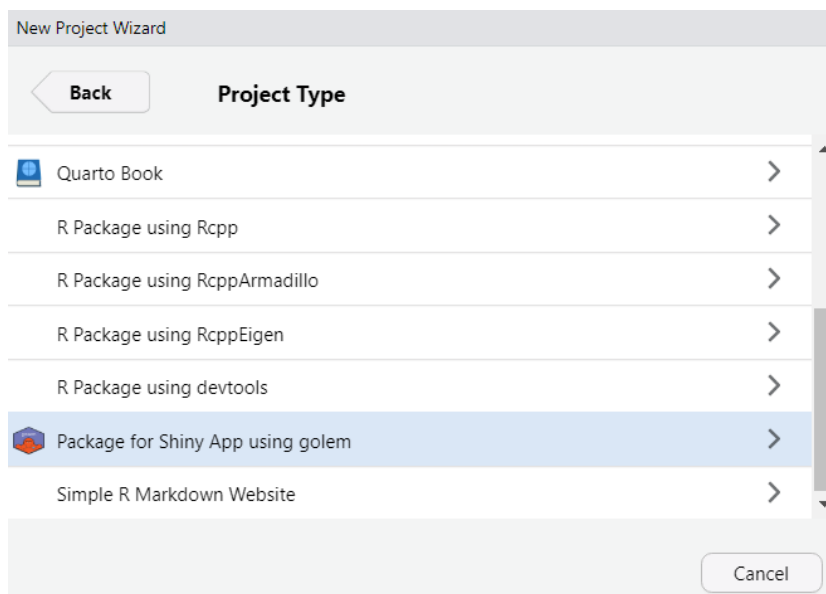 New Project Wizard
Back
Project Type
Quarto Book
R Package using Rcpp
R Package using RcppArmadillo
R Package using RcppEigen
R Package using devtools
Package for Shiny App using golem
Simple R Markdown Website
Cancel